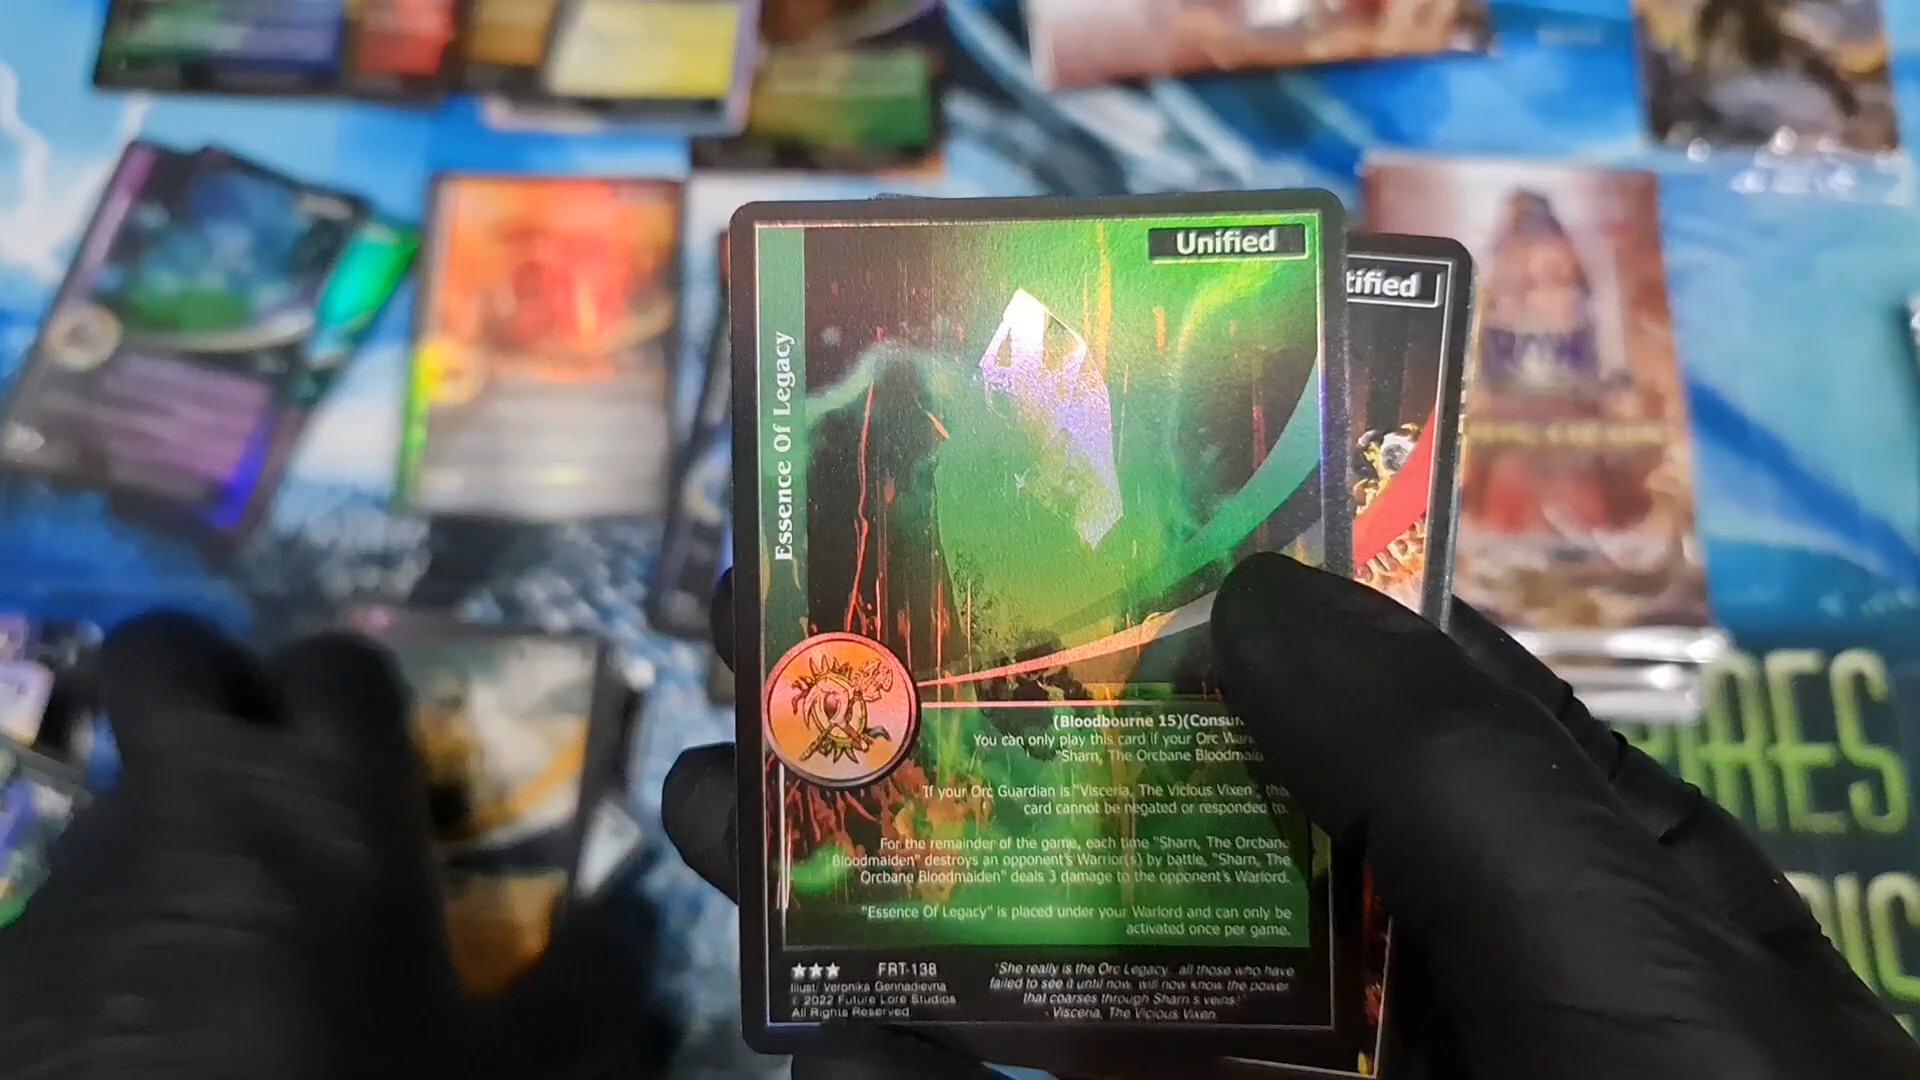 Unified
tified
Essence Of Legacy
(Bloodbourne 15)(Consum
You can only play this card if your Orc War
"Sharn, The Orcbane Bloodmaid
"If your Orc Guardian is "Visceria, The Vicious Vixen", this
card cannot be negated or responded to.
For the remainder of the game, each time "Sharn, The Orcbane
Bloodmaiden" destroys an opponent's Warrior(s) by battle, "Sharn, The
Orcbane Bloodmaiden" deals 3 damage to the opponent's Warlord.
"Essence Of Legacy" is placed under your Warlord and can only be
activated once per game.
★★★ FRT-138
Illust/ Veronika Gennadievna
© 2022 Future Lore Studios
All Rights Reserved
"She really is the Orc Legacy... all those who have
failed to see it until now, will now know the power
that coarses through Sharn's veins!"
- Visceria, The Vicious Vixen